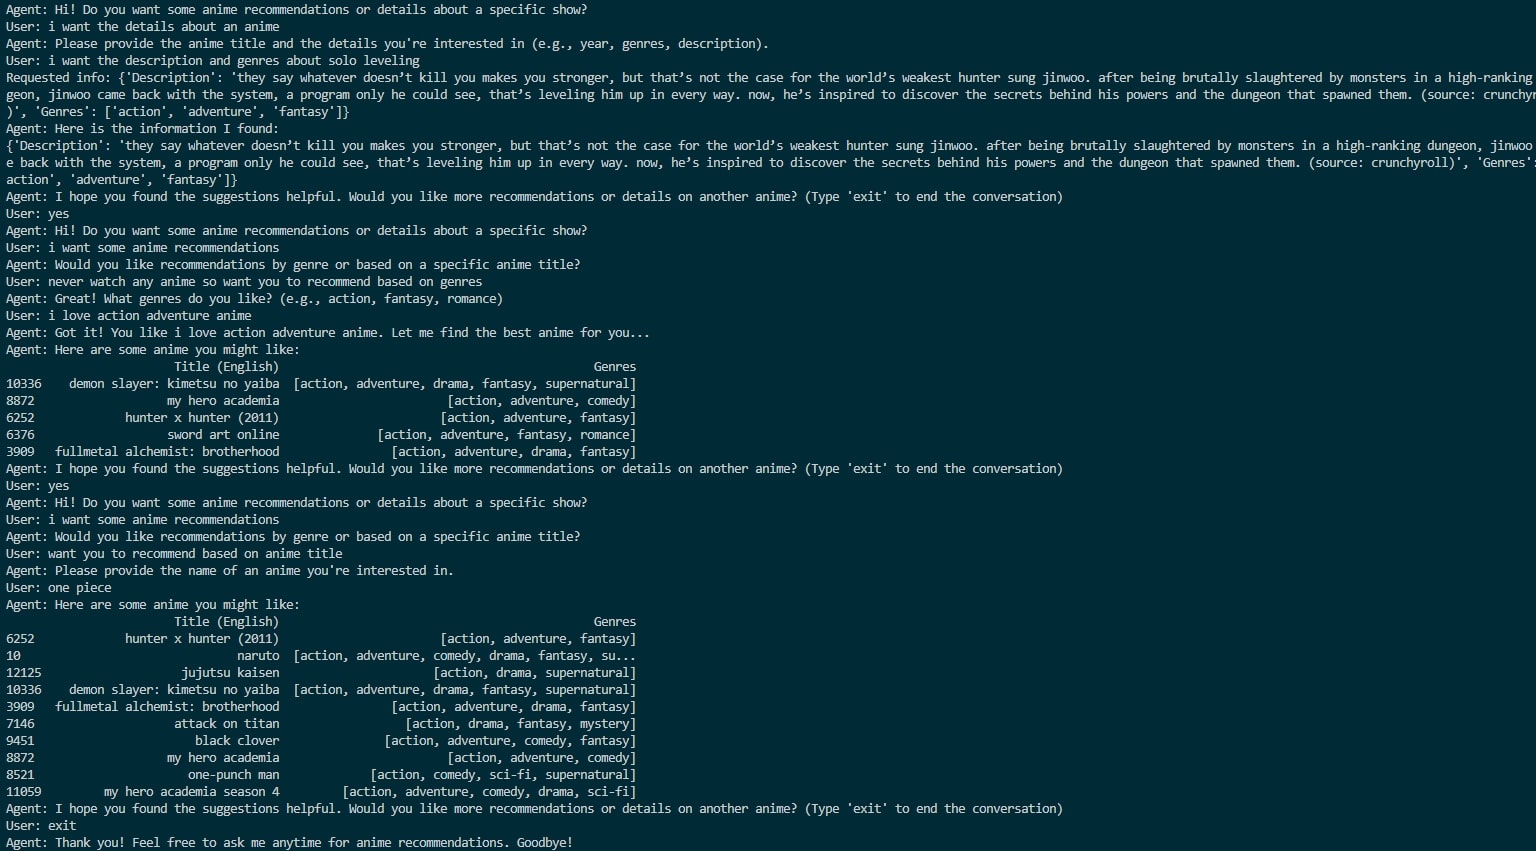 Agent: Hi! Do you want some anime recommendations or details about a specific show?
User: i want the details about an anime
Agent: Please provide the anime title and the details you're interested in (e.g., year, genres, description).
User: i want the description and genres about solo leveling
Requested info: {'Description': 'they say whatever doesn’t kill you makes you stronger, but that’s not the case for the world’s weakest hunter sung jinwoo. after being brutally slaughtered by monsters in a high-ranking
geon, jinwoo came back with the system, a program only he could see, that’s leveling him up in every way. now, he’s inspired to discover the secrets behind his powers and the dungeon that spawned them. (source: crunchyr
)', 'Genres': ['action', 'adventure', 'fantasy']}
Agent: Here is the information I found:
{'Description': 'they say whatever doesn’t kill you makes you stronger, but that’s not the case for the world’s weakest hunter sung jinwoo. after being brutally slaughtered by monsters in a high-ranking dungeon, jinwoo
e back with the system, a program only he could see, that’s leveling him up in every way. now, he’s inspired to discover the secrets behind his powers and the dungeon that spawned them. (source: crunchyroll)', 'Genres':
action', 'adventure', 'fantasy']}
Agent: I hope you found the suggestions helpful. Would you like more recommendations or details on another anime? (Type 'exit' to end the conversation)
User: yes
Agent: Hi! Do you want some anime recommendations or details about a specific show?
User: i want some anime recommendations
Agent: Would you like recommendations by genre or based on a specific anime title?
User: never watch any anime so want you to recommend based on genres
Agent: Great! What genres do you like? (e.g., action, fantasy, romance)
User: i love action adventure anime
Agent: Got it! You like i love action adventure anime. Let me find the best anime for you...
Agent: Here are some anime you might like:
Title (English) Genres
10336 demon slayer: kimetsu no yaiba [action, adventure, drama, fantasy, supernatural]
8872 my hero academia [action, adventure, comedy]
6252 hunter x hunter (2011) [action, adventure, fantasy]
6376 sword art online [action, adventure, fantasy, romance]
3909 fullmetal alchemist: brotherhood [action, adventure, drama, fantasy]
Agent: I hope you found the suggestions helpful. Would you like more recommendations or details on another anime? (Type 'exit' to end the conversation)
User: yes
Agent: Hi! Do you want some anime recommendations or details about a specific show?
User: i want some anime recommendations
Agent: Would you like recommendations by genre or based on a specific anime title?
User: want you to recommend based on anime title
Agent: Please provide the name of an anime you're interested in.
User: one piece
Agent: Here are some anime you might like:
Title (English) Genres
6252 hunter x hunter (2011) [action, adventure, fantasy]
10 naruto [action, adventure, comedy, drama, fantasy, su...
12125 jujutsu kaisen [action, drama, supernatural]
10336 demon slayer: kimetsu no yaiba [action, adventure, drama, fantasy, supernatural]
3909 fullmetal alchemist: brotherhood [action, adventure, drama, fantasy]
7146 attack on titan [action, drama, fantasy, mystery]
9451 black clover [action, adventure, comedy, fantasy]
8872 my hero academia [action, adventure, comedy]
8521 one-punch man [action, comedy, sci-fi, supernatural]
11059 my hero academia season 4 [action, adventure, comedy, drama, sci-fi]
Agent: I hope you found the suggestions helpful. Would you like more recommendations or details on another anime? (Type 'exit' to end the conversation)
User: exit
Agent: Thank you! Feel free to ask me anytime for anime recommendations. Goodbye!